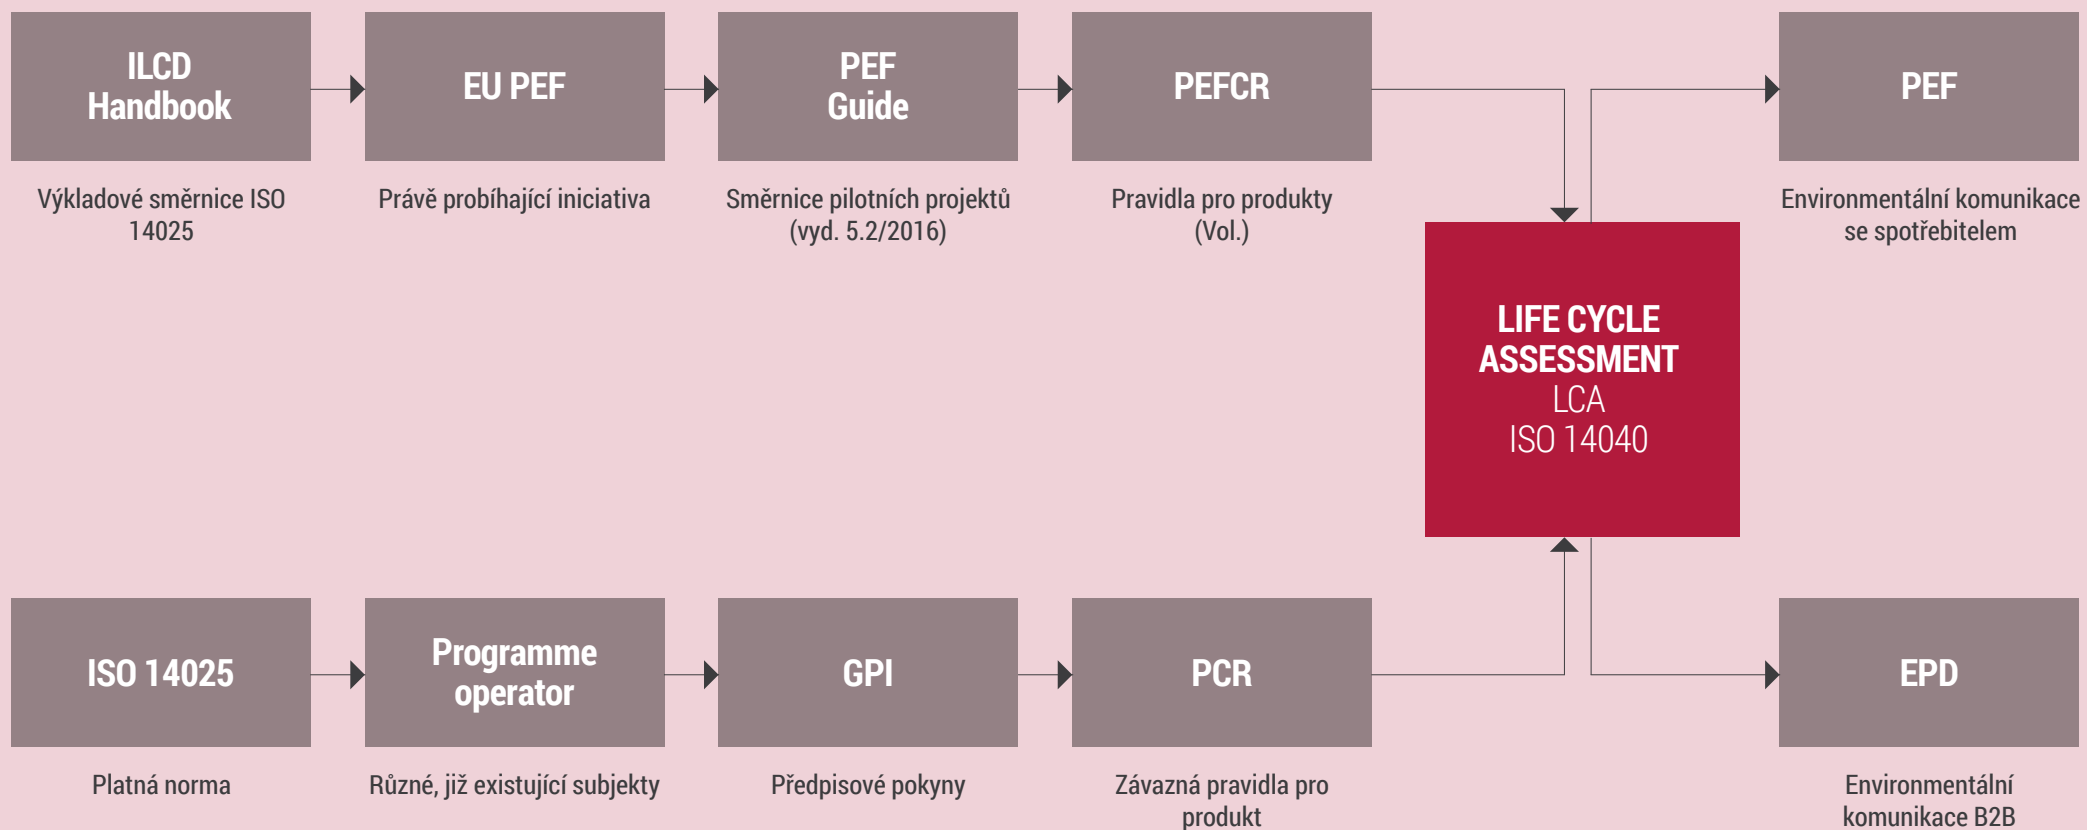 ILCD
Handbook
EU PEF
PEF
Guide
PEFCR
PEF
Výkladové směrnice ISO
14025
Právě probíhající iniciativa
Směrnice pilotních projektů
(vyd. 5.2/2016)
Pravidla pro produkty
(Vol.)
Environmentální komunikace
se spotřebitelem
LIFE CYCLE
ASSESSMENT
LCA
ISO 14040
ISO 14025
Programme
operator
GPI
PCR
EPD
Platná norma
Různé, již existující subjekty
Předpisové pokyny
Závazná pravidla pro
produkt
Environmentální
komunikace B2B